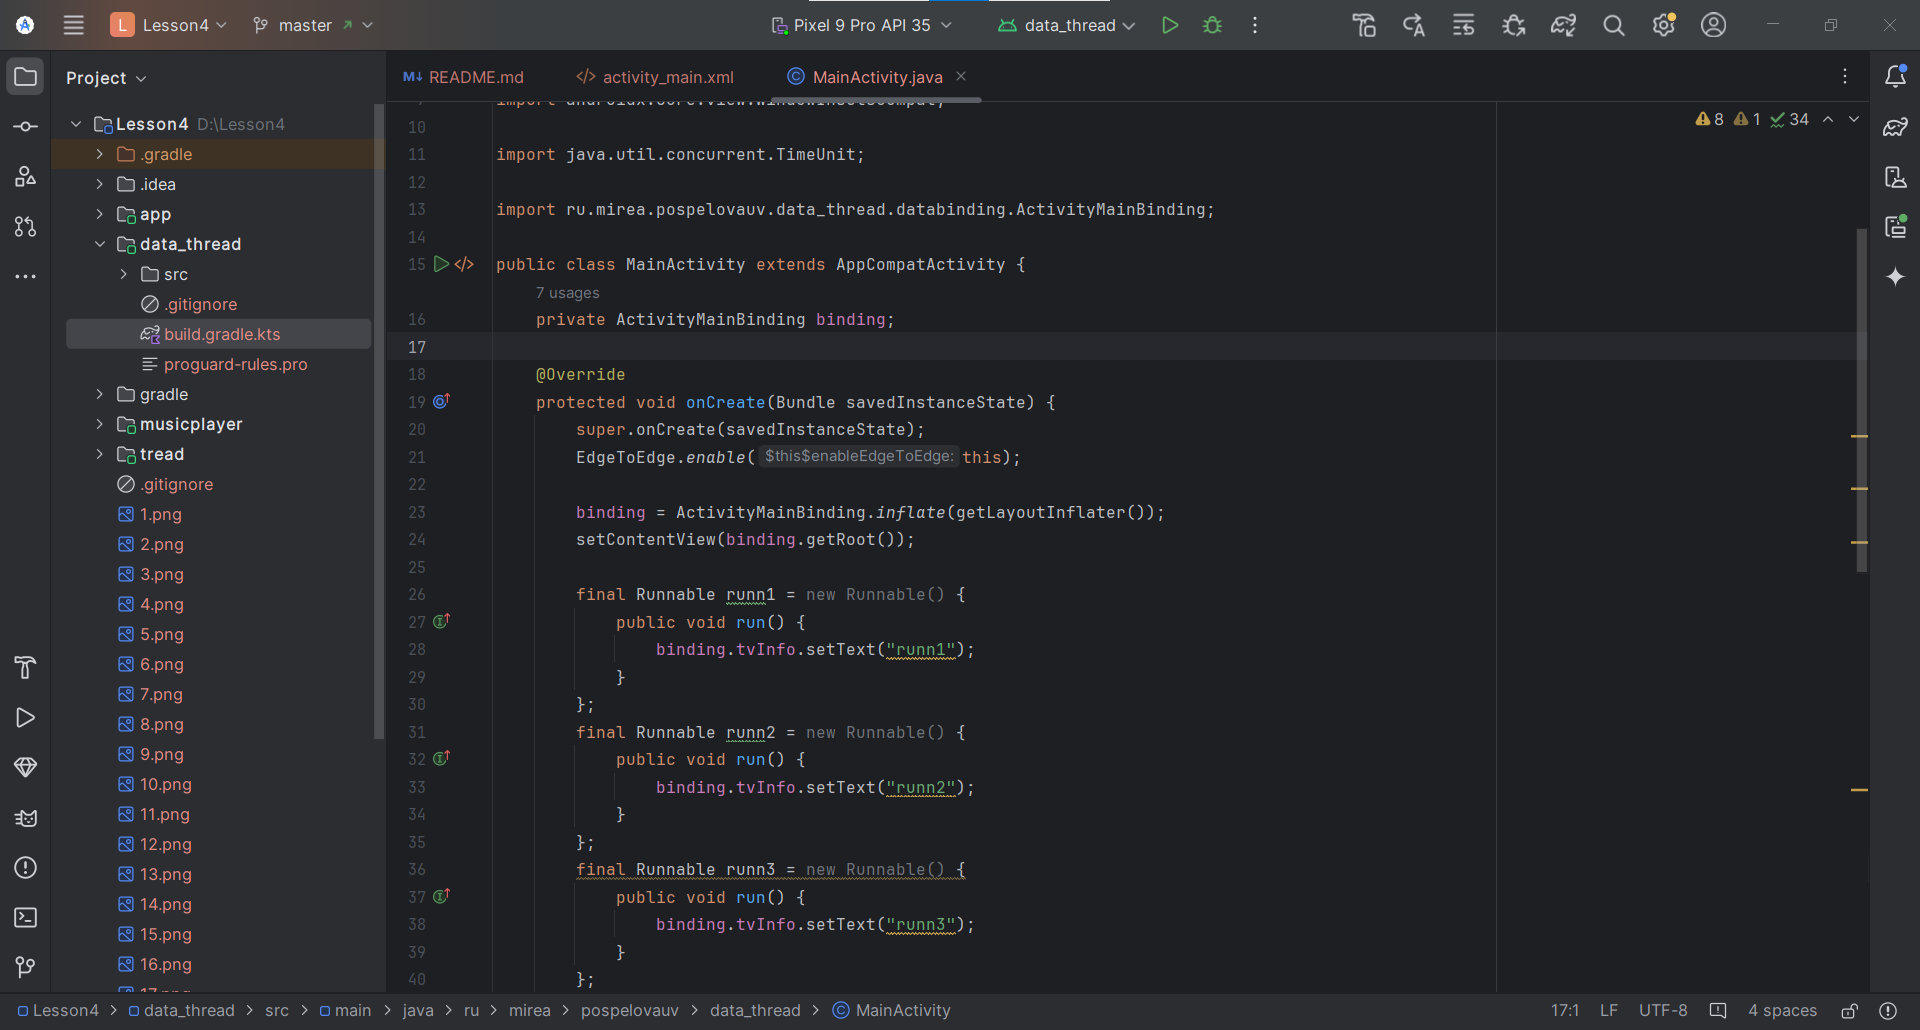 L Lesson4 master Pixel 9 Pro API 35 data_thread
Project
README.md activity_main.xml MainActivity.java
Lesson4 D:\Lesson4
.gradle
.idea
app
data_thread
src
.gitignore
build.gradle.kts
proguard-rules.pro
gradle
musicplayer
tread
.gitignore
1.png
2.png
3.png
4.png
5.png
6.png
7.png
8.png
9.png
10.png
11.png
12.png
13.png
14.png
15.png
16.png
8 1 34
10
11 import java.util.concurrent.TimeUnit;
12
13 import ru.mirea.pospelovauv.data_thread.databinding.ActivityMainBinding;
14
15 public class MainActivity extends AppCompatActivity {
7 usages
16 private ActivityMainBinding binding;
17
18 @Override
19 protected void onCreate(Bundle savedInstanceState) {
20 super.onCreate(savedInstanceState);
21 EdgeToEdge.enable( $this$enableEdgeToEdge: this);
22
23 binding = ActivityMainBinding.inflate(getLayoutInflater());
24 setContentView(binding.getRoot());
25
26 final Runnable runn1 = new Runnable() {
27 public void run() {
28 binding.tvInfo.setText("runn1");
29 }
30 };
31 final Runnable runn2 = new Runnable() {
32 public void run() {
33 binding.tvInfo.setText("runn2");
34 }
35 };
36 final Runnable runn3 = new Runnable() {
37 public void run() {
38 binding.tvInfo.setText("runn3");
39 }
40 };
Lesson4 > data_thread > src > main > java > ru > mirea > pospelovauv > data_thread > MainActivity
17:1 LF UTF-8 4 spaces